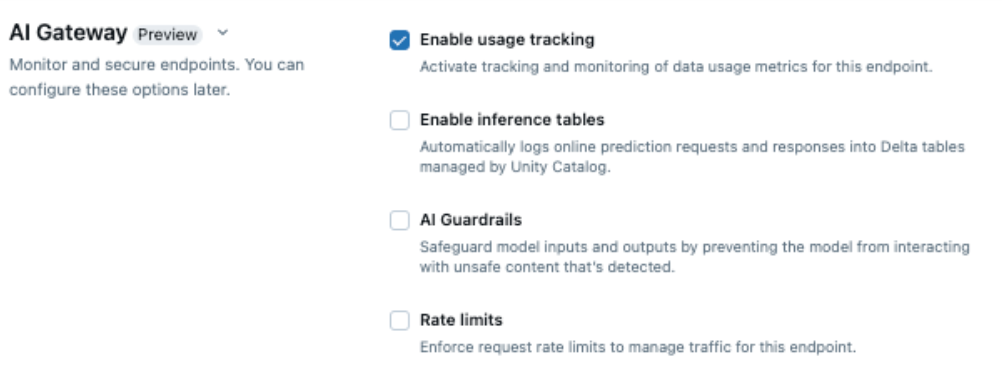 AI Gateway Preview
Monitor and secure endpoints. You can
configure these options later.
Enable usage tracking
Activate tracking and monitoring of data usage metrics for this endpoint.
Enable inference tables
Automatically logs online prediction requests and responses into Delta tables
managed by Unity Catalog.
AI Guardrails
Safeguard model inputs and outputs by preventing the model from interacting
with unsafe content that's detected.
Rate limits
Enforce request rate limits to manage traffic for this endpoint.